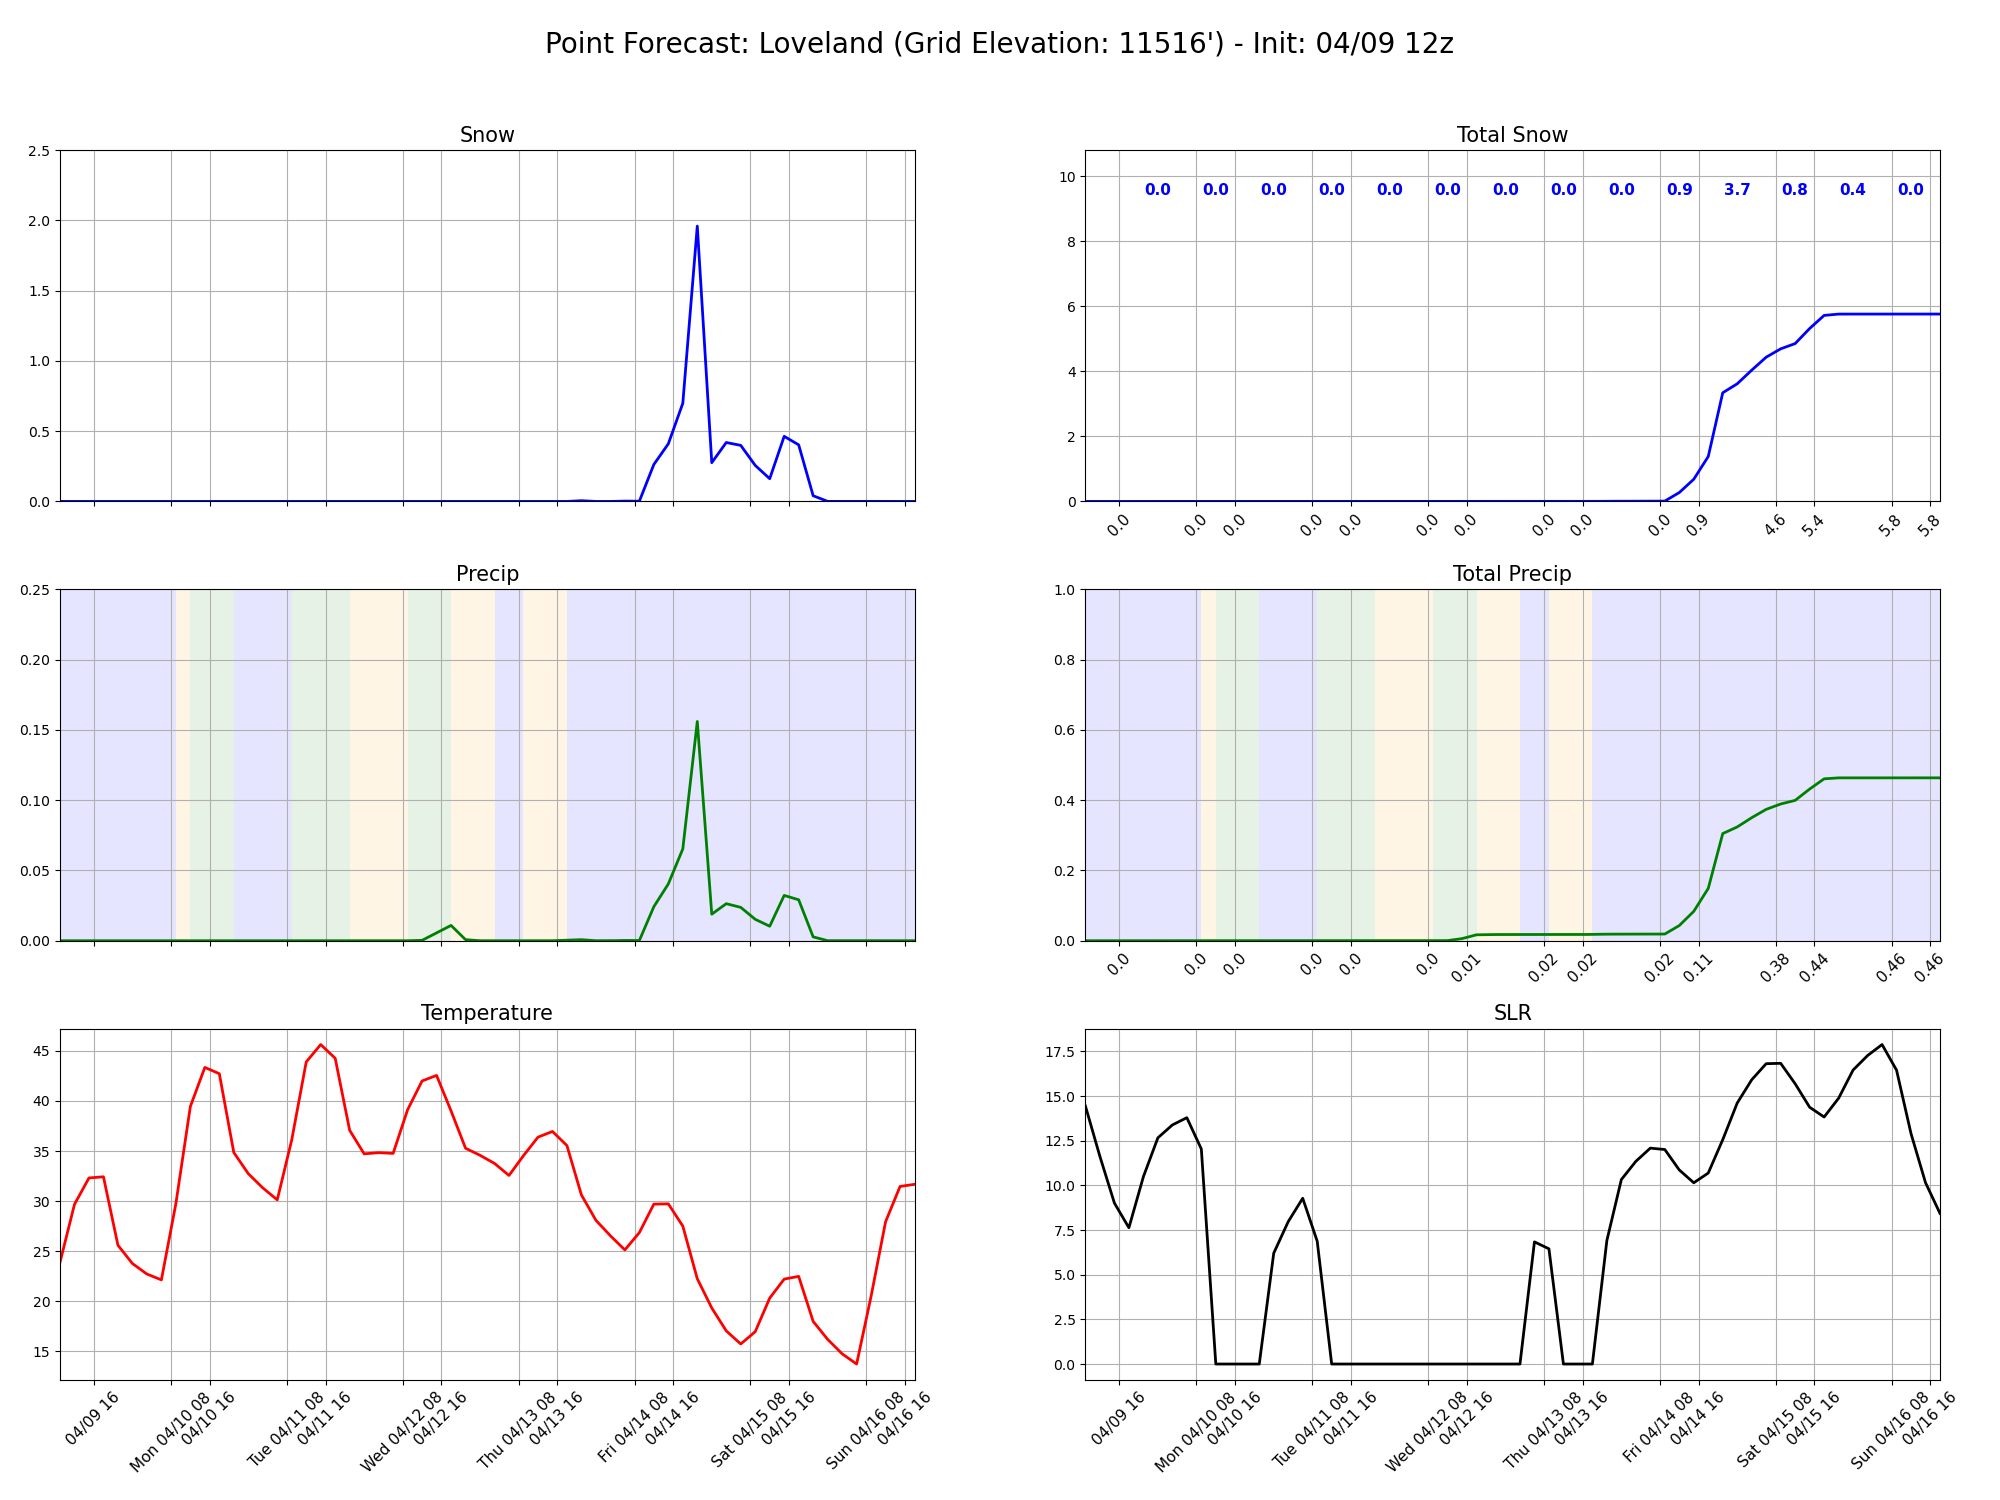 Point Forecast: Loveland (Grid Elevation: 11516') - Init: 04/09 12z
Snow
2.5
2.0
1.5
1.0
0.5
0.0
Total Snow
10
8
6
4
2
0
0.0 0.0 0.0 0.0 0.0 0.0 0.0 0.0 0.0 0.9 3.7 0.8 0.4 0.0
0.0 0.0 0.0 0.0 0.0 0.0 0.0 0.0 0.0 0.0 0.9 4.6 5.4 5.8 5.8
Precip
0.25
0.20
0.15
0.10
0.05
0.00
Total Precip
1.0
0.8
0.6
0.4
0.2
0.0
0.0 0.0 0.0 0.0 0.0 0.0 0.01 0.02 0.02 0.02 0.11 0.38 0.44 0.46 0.46
Temperature
45
40
35
30
25
20
15
04/09 16
Mon 04/10 08
04/10 16
Tue 04/11 08
04/11 16
Wed 04/12 08
04/12 16
Thu 04/13 08
04/13 16
Fri 04/14 08
04/14 16
Sat 04/15 08
04/15 16
Sun 04/16 08
04/16 16
SLR
17.5
15.0
12.5
10.0
7.5
5.0
2.5
0.0
04/09 16
Mon 04/10 08
04/10 16
Tue 04/11 08
04/11 16
Wed 04/12 08
04/12 16
Thu 04/13 08
04/13 16
Fri 04/14 08
04/14 16
Sat 04/15 08
04/15 16
Sun 04/16 08
04/16 16